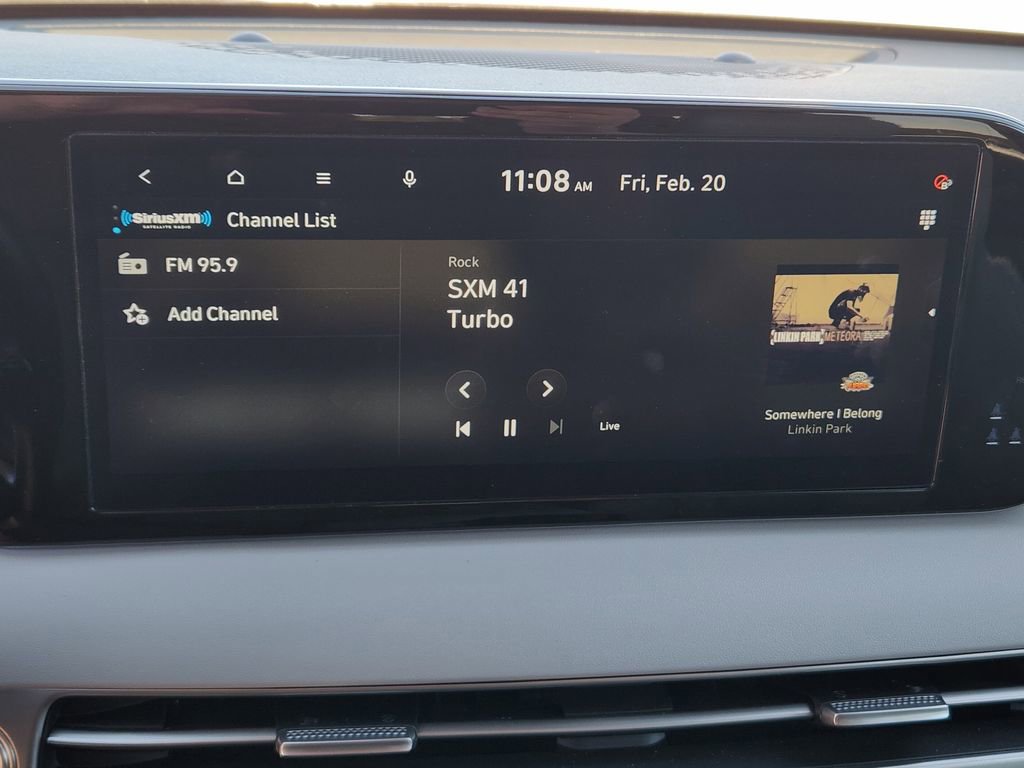 11:08 AM Fri, Feb. 20
SiriusXM
SATELLITE RADIO
Channel List
FM 95.9
Add Channel
Rock
SXM 41
Turbo
Live
LINKIN PARK METEORA
Somewhere I Belong
Linkin Park